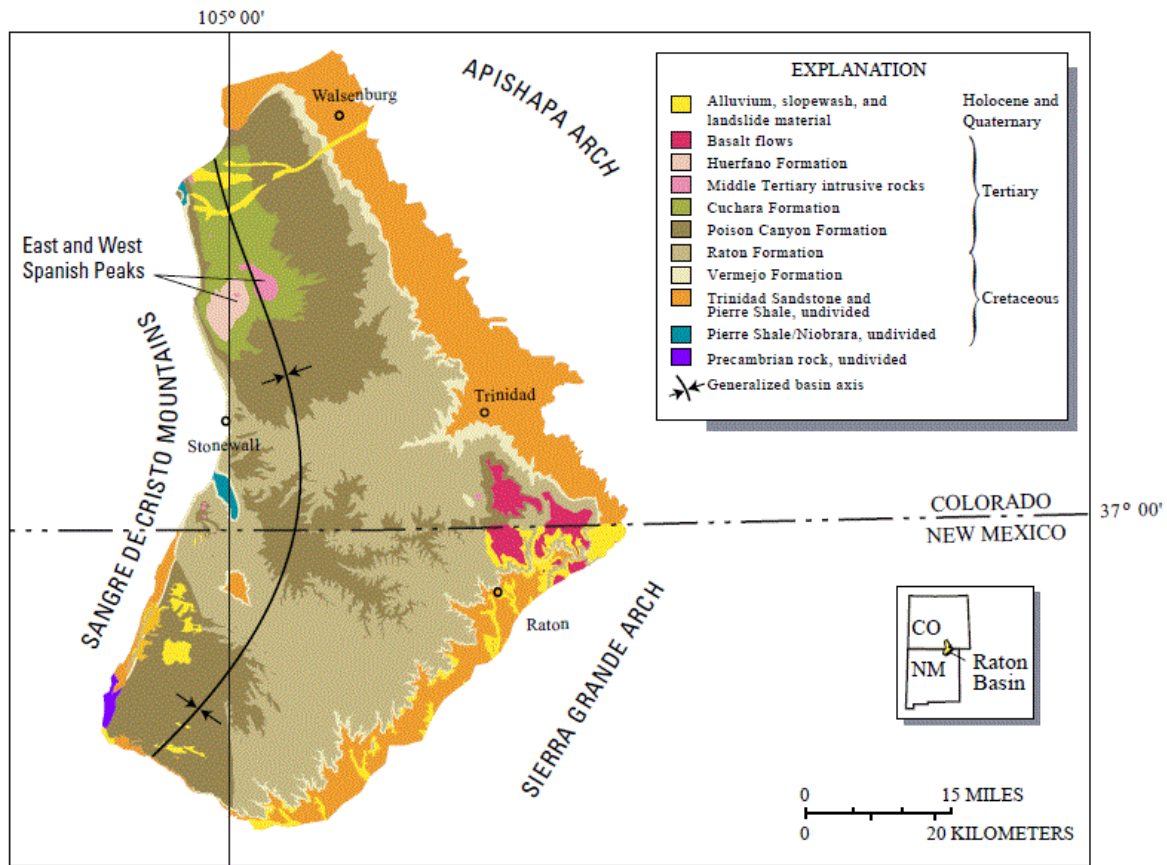 105° 00'
APISHAPA ARCH
Walsenburg
East and West
Spanish Peaks
SANGRE DE CRISTO MOUNTAINS
Stonewall
Trinidad
COLORADO
NEW MEXICO
37° 00'
Raton
SIERRA GRANDE ARCH
EXPLANATION
Alluvium, slopewash, and
landslide material
Holocene and
Quaternary
Basalt flows
Huerfano Formation
Middle Tertiary intrusive rocks
Tertiary
Cuchara Formation
Poison Canyon Formation
Raton Formation
Vermejo Formation
Trinidad Sandstone and
Pierre Shale, undivided
Cretaceous
Pierre Shale/Niobrara, undivided
Precambrian rock, undivided
Generalized basin axis
CO
NM
Raton
Basin
0 15 MILES
0 20 KILOMETERS